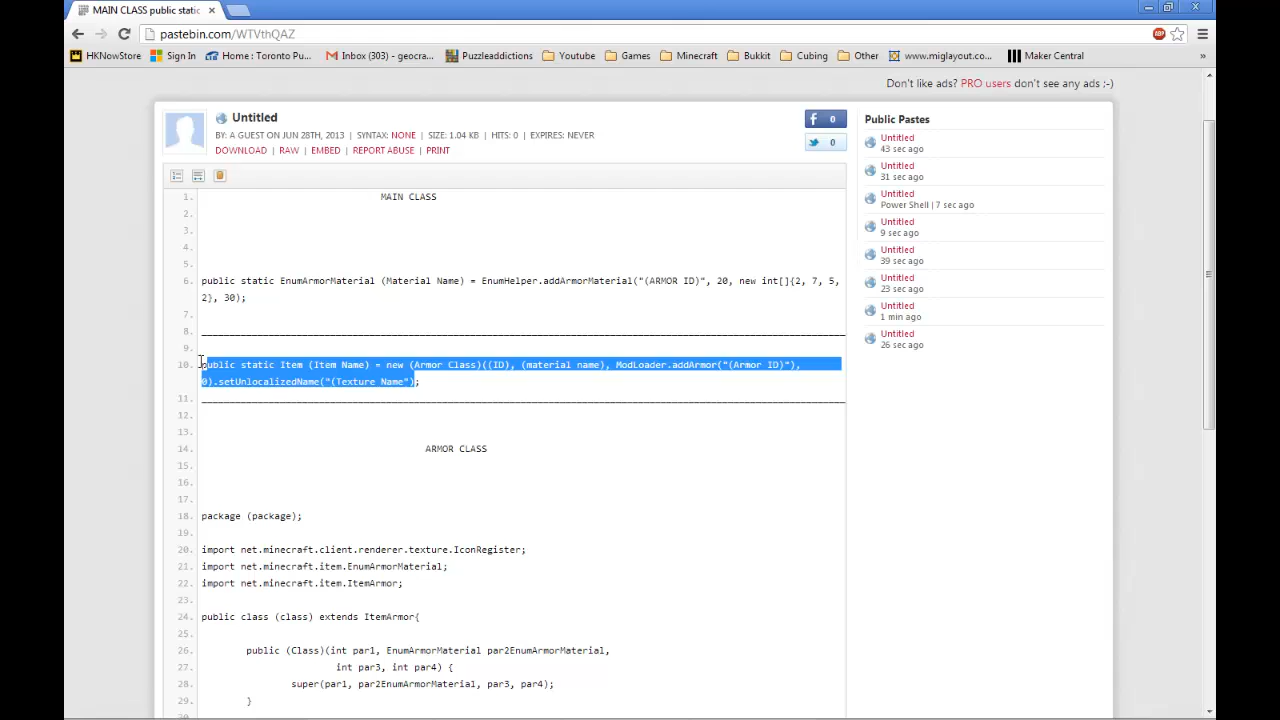 MAIN CLASS public static
pastebin.com/WTVthQAZ
HKNowStore Sign In Home : Toronto Pu... Inbox (303) - geocra... Puzzleaddictions Youtube Games Minecraft Bukkit Cubing Other www.miglayout.co... Maker Central »
Don't like ads? PRO users don't see any ads ;-)
Untitled
BY: A GUEST ON JUN 28TH, 2013 | SYNTAX: NONE | SIZE: 1.04 KB | HITS: 0 | EXPIRES: NEVER
DOWNLOAD | RAW | EMBED | REPORT ABUSE | PRINT
0
0
1. MAIN CLASS
2.
3.
4.
5.
6. public static EnumArmorMaterial (Material Name) = EnumHelper.addArmorMaterial("(ARMOR ID)", 20, new int[]{2, 7, 5,
2}, 30);
7.
8.
9.
10. public static Item (Item Name) = new (Armor Class)((ID), (material name), ModLoader.addArmor("(Armor ID)"),
0).setUnlocalizedName("(Texture Name");
11.
12.
13.
14. ARMOR CLASS
15.
16.
17.
18. package (package);
19.
20. import net.minecraft.client.renderer.texture.IconRegister;
21. import net.minecraft.item.EnumArmorMaterial;
22. import net.minecraft.item.ItemArmor;
23.
24. public class (class) extends ItemArmor{
25.
26. public (Class)(int par1, EnumArmorMaterial par2EnumArmorMaterial,
27. int par3, int par4) {
28. super(par1, par2EnumArmorMaterial, par3, par4);
29. }
30.
Public Pastes
Untitled
43 sec ago
Untitled
31 sec ago
Untitled
Power Shell | 7 sec ago
Untitled
9 sec ago
Untitled
39 sec ago
Untitled
23 sec ago
Untitled
1 min ago
Untitled
26 sec ago